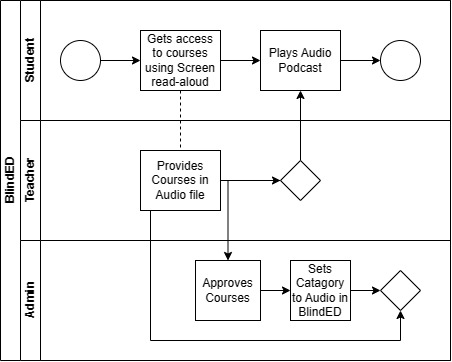 BlindED
Student
Gets access
to courses
using Screen
read-aloud
Plays Audio
Podcast
Teacher
Provides
Courses in
Audio file
Admin
Approves
Courses
Sets
Catagory
to Audio in
BlindED